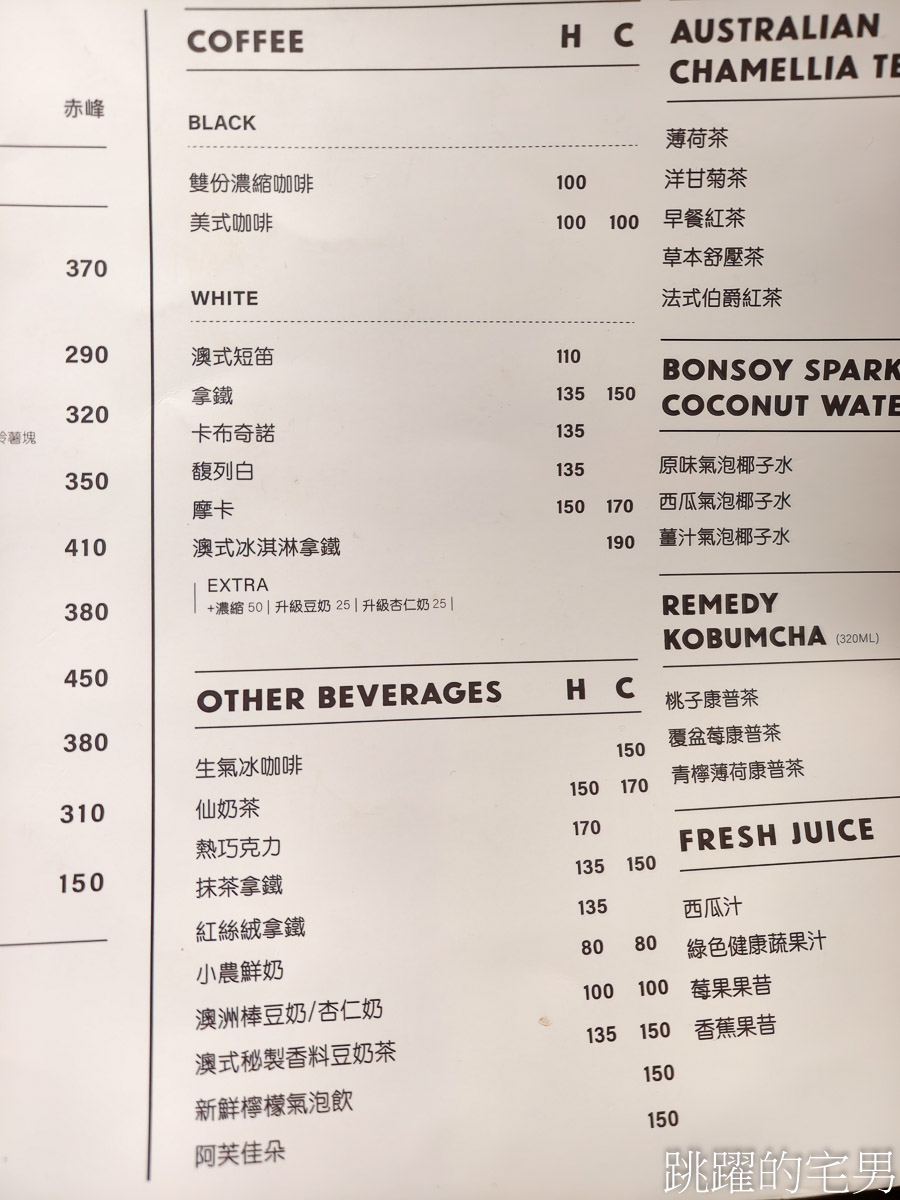 赤峰
370
290
320
350
410
380
450
380
310
150
COFFEE H C
BLACK
雙份濃縮咖啡 100
美式咖啡 100 100
WHITE
澳式短笛 110
拿鐵 135 150
卡布奇諾 135
馥列白 135
摩卡 150 170
澳式冰淇淋拿鐵 190
EXTRA
+濃縮 50 | 升級豆奶 25 | 升級杏仁奶 25 |
OTHER BEVERAGES H C
生氣冰咖啡 150
仙奶茶 150 170
熱巧克力 170
抹茶拿鐵 135 150
紅絲絨拿鐵 135
小農鮮奶 80 80
澳洲棒豆奶/杏仁奶 100 100
澳式秘製香料豆奶茶 135 150
新鮮檸檬氣泡飲 150
阿芙佳朵 150
AUSTRALIAN
CHAMELLIA TE
薄荷茶
洋甘菊茶
早餐紅茶
草本舒壓茶
法式伯爵紅茶
BONSOY SPARK
COCONUT WATE
原味氣泡椰子水
西瓜氣泡椰子水
薑汁氣泡椰子水
REMEDY
KOBUMCHA (320ML)
桃子康普茶
覆盆莓康普茶
青檸薄荷康普茶
FRESH JUICE
西瓜汁
綠色健康蔬果汁
莓果果昔
香蕉果昔
跳躍的宅男